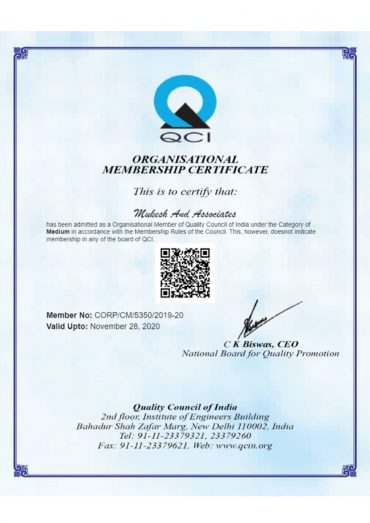 QCI
ORGANISATIONAL
MEMBERSHIP CERTIFICATE
This is to certify that:
Mukesh And Associates
has been admitted as a Organisational Member of Quality Council of India under the Category of
Medium in accordance with the Membership Rules of the Council. This, however, doesnot indicate
membership in any of the board of QCI.
Member No: CORP/CM/5350/2019-20
Valid Upto: November 28, 2020
C K Biswas, CEO
National Board for Quality Promotion
Quality Council of India
2nd floor, Institute of Engineers Building
Bahadur Shah Zafar Marg, New Delhi 110002, India
Tel: 91-11-23379321, 23379260
Fax: 91-11-23379621, Web: www.qcin.org